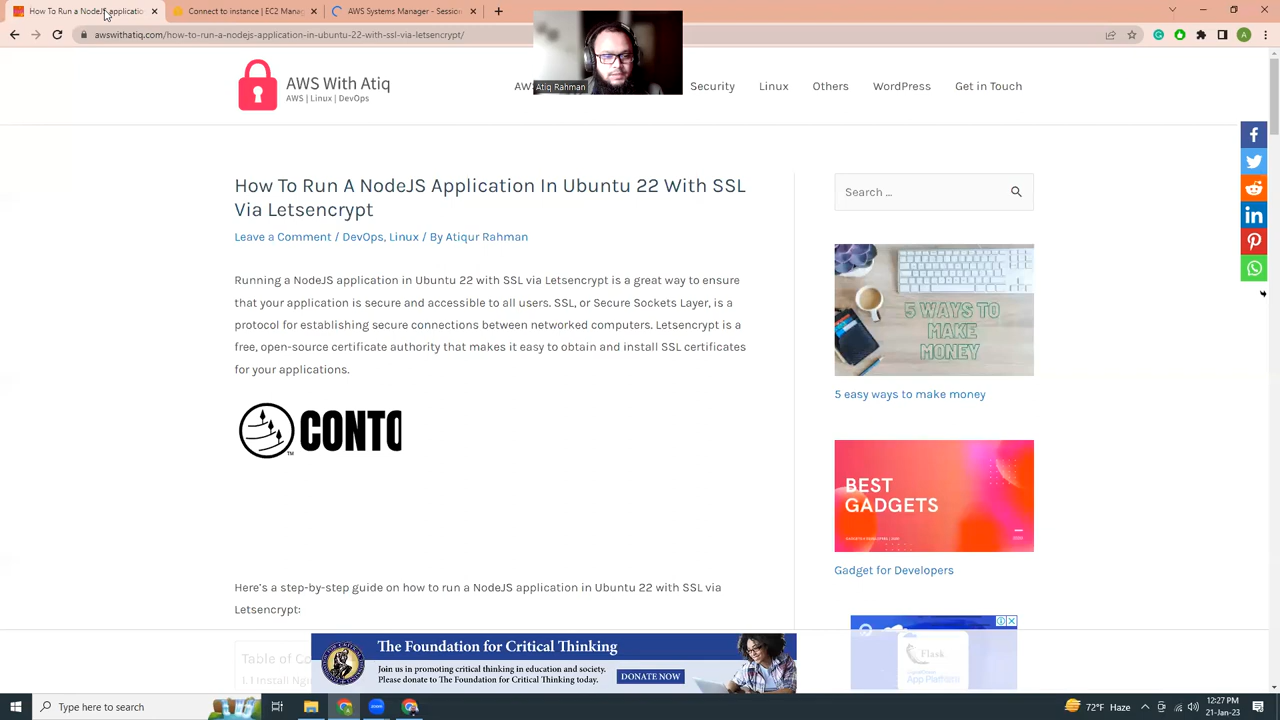 How To Run a NodeJS applicatio
Connect to instance | EC2 Manag
AWS Systems Manager - Session
awswithatiq.com/how-to-run-a-nodejs-application-in-ubuntu-22-with-ssl-via-letsencrypt/
A
Atiq Rahman
AWS With Atiq
AWS | Linux | DevOps
AW
Security
Linux
Others
WordPress
Get in Touch
How To Run A NodeJS Application In Ubuntu 22 With SSL
Via Letsencrypt
Leave a Comment / DevOps, Linux / By Atiqur Rahman
Running a NodeJS application in Ubuntu 22 with SSL via Letsencrypt is a great way to ensure
that your application is secure and accessible to all users. SSL, or Secure Sockets Layer, is a
protocol for establishing secure connections between networked computers. Letsencrypt is a
free, open-source certificate authority that makes it easy to obtain and install SSL certificates
for your applications.
CONTO
TM
Here's a step-by-step guide on how to run a NodeJS application in Ubuntu 22 with SSL via
Letsencrypt:
Table of Co
Search ...
5 WAYS TO
MAKE
MONEY
5 easy ways to make money
BEST
GADGETS
Gadget for Developers
Flask
App Platform
The Foundation for Critical Thinking
Join us in promoting critical thinking in education and society.
Please donate to The Foundation for Critical Thinking today.
DONATE NOW
Type here to search
zoom
72°F Haze
12:27 PM
21-Jan-23